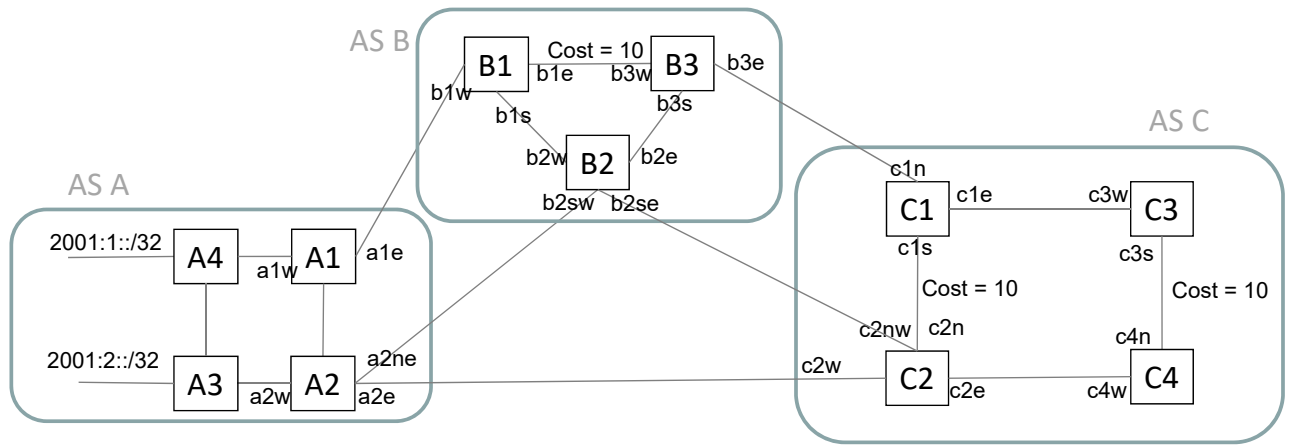 AS B
B1
Cost = 10
B3
b1e
b3w
b3e
b1w
b1s
b3s
b2w
B2
b2e
b2sw
b2se
AS C
AS A
2001:1::/32
A4
a1w
A1
a1e
2001:2::/32
A3
a2w
A2
a2ne
a2e
c1n
C1
c1e
c3w
C3
c1s
c3s
Cost = 10
Cost = 10
c2nw
c2n
c4n
c2w
C2
c2e
c4w
C4